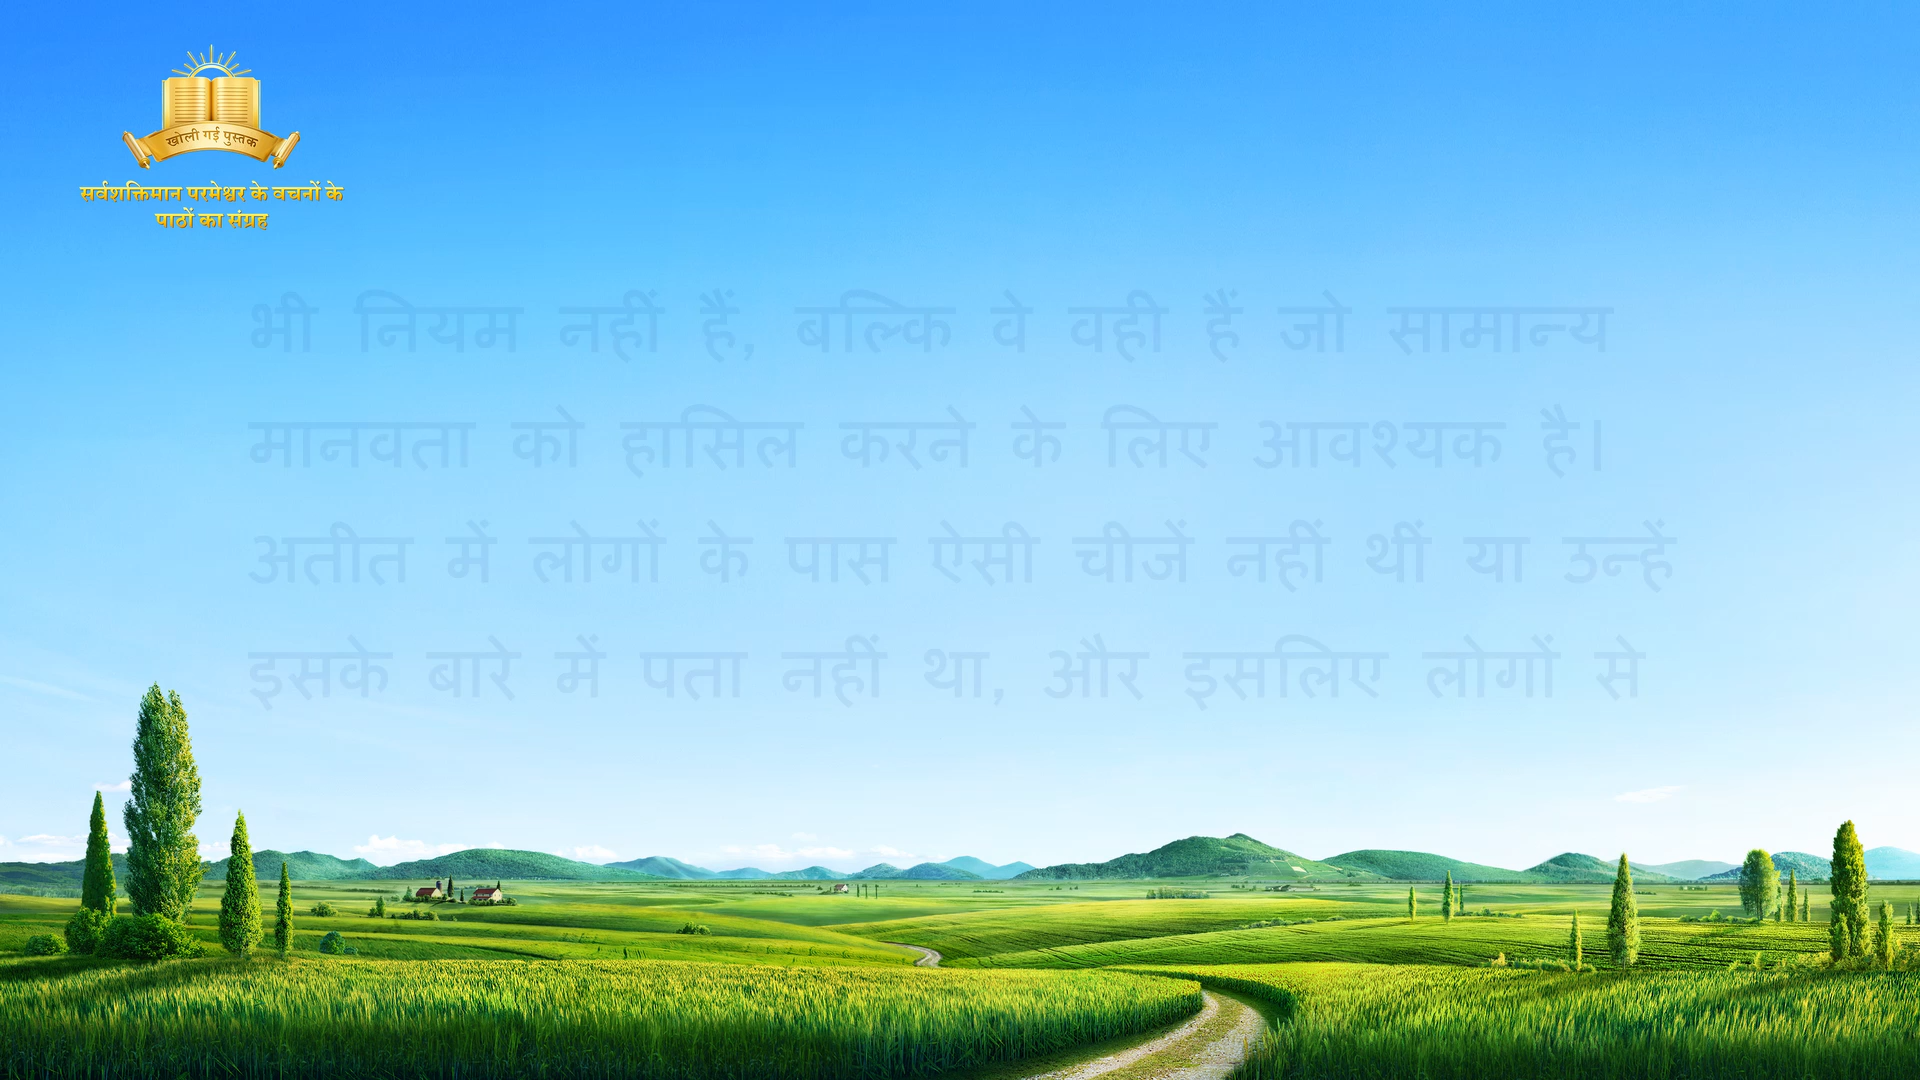 खोली गई पुस्तक
सर्वशक्तिमान परमेश्वर के वचनों के
पाठों का संग्रह
भी नियम नहीं हैं, बल्कि वे वही हैं जो सामान्य
मानवता को हासिल करने के लिए आवश्यक है।
अतीत में लोगों के पास ऐसी चीजें नहीं थीं या उन्हें
इसके बारे में पता नहीं था, और इसलिए लोगों से